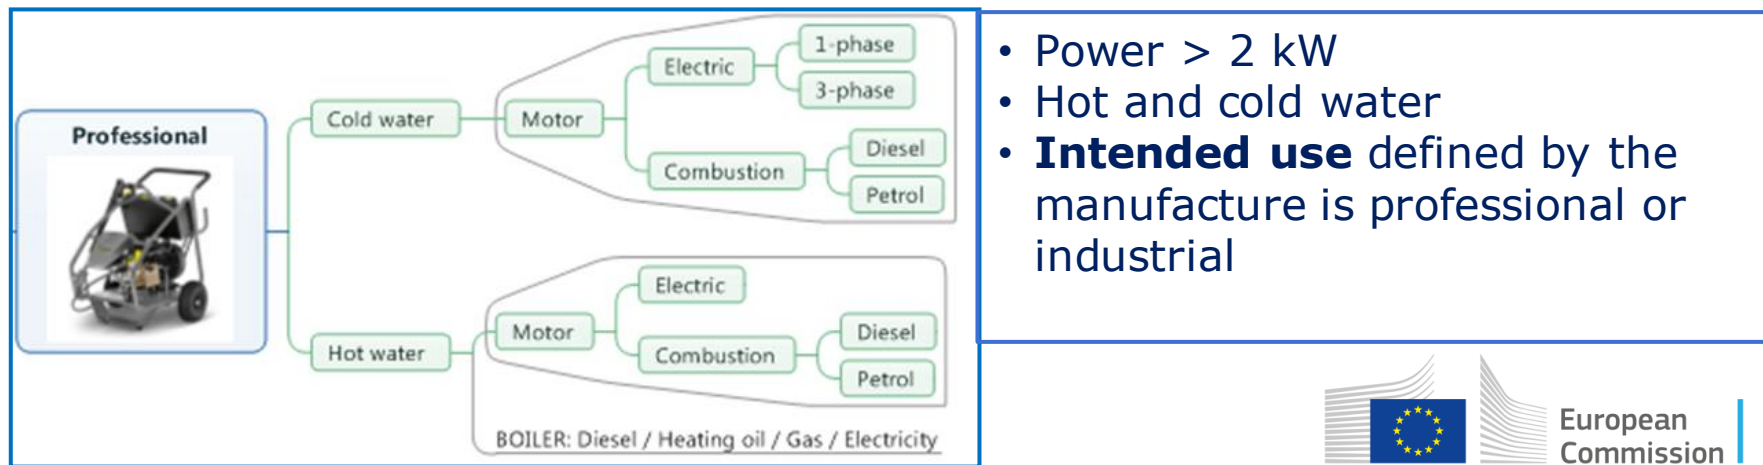 Professional
Cold water
Motor
Electric
1-phase
3-phase
Combustion
Diesel
Petrol
Hot water
Motor
Electric
Combustion
Diesel
Petrol
BOILER: Diesel / Heating oil / Gas / Electricity
• Power > 2 kW
• Hot and cold water
• Intended use defined by the
manufacture is professional or
industrial
European
Commission